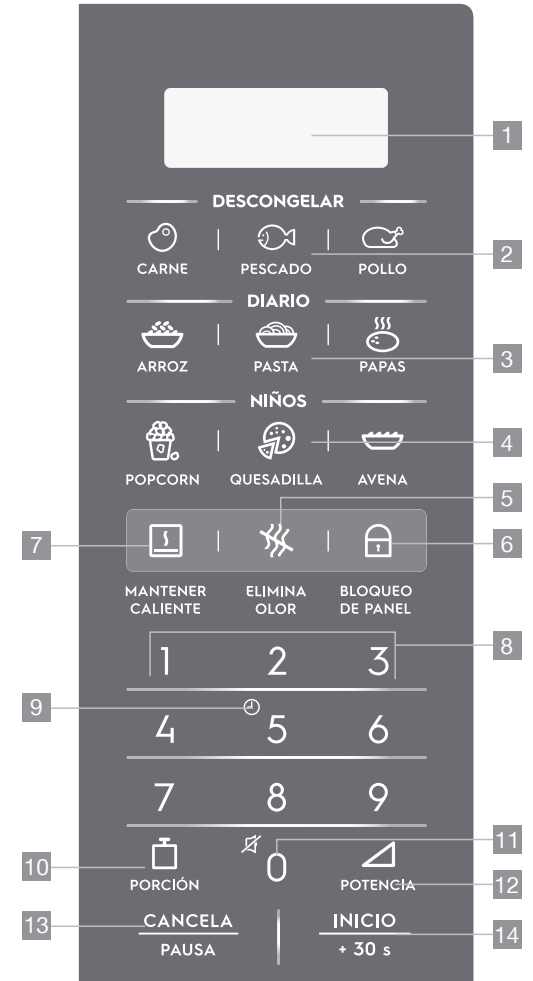 1
DESCONGELAR
2
CARNE PESCADO POLLO
DIARIO
3
ARROZ PASTA PAPAS
NIÑOS
4
POPCORN QUESADILLA AVENA
5
7 6
MANTENER CALIENTE
ELIMINA OLOR
BLOQUEO DE PANEL
8
1 2 3
9
4 5 6
7 8 9
11
10 0
PORCIÓN POTENCIA 12
13 CANCELA INICIO 14
PAUSA + 30 s